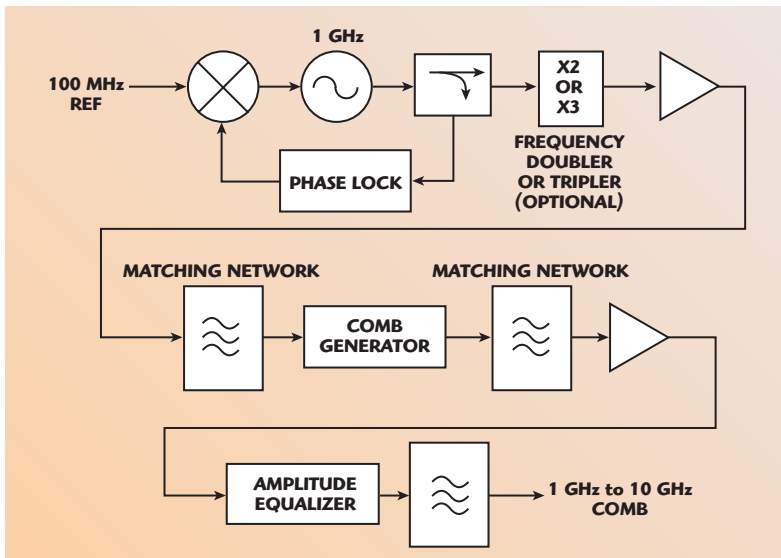 1 GHz
100 MHz
REF
X2
OR
X3
FREQUENCY
DOUBLER
OR TRIPLER
(OPTIONAL)
PHASE LOCK
MATCHING NETWORK
MATCHING NETWORK
COMB
GENERATOR
AMPLITUDE
EQUALIZER
1 GHz to 10 GHz
COMB